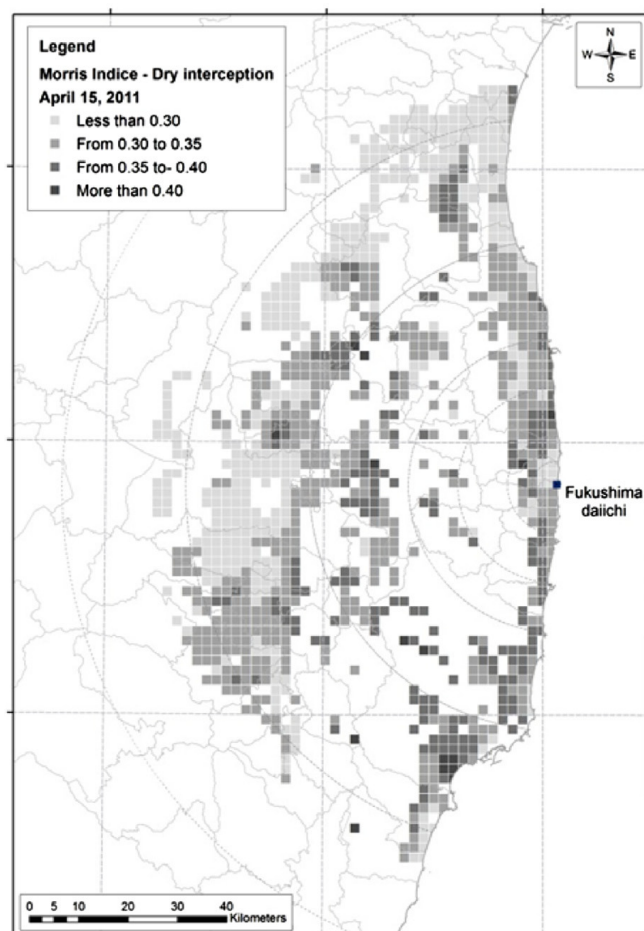 Legend
Morris Indice - Dry interception
April 15, 2011
Less than 0.30
From 0.30 to 0.35
From 0.35 to- 0.40
More than 0.40
N
W E
S
Fukushima
daiichi
0 5 10 20 30 40
Kilometers